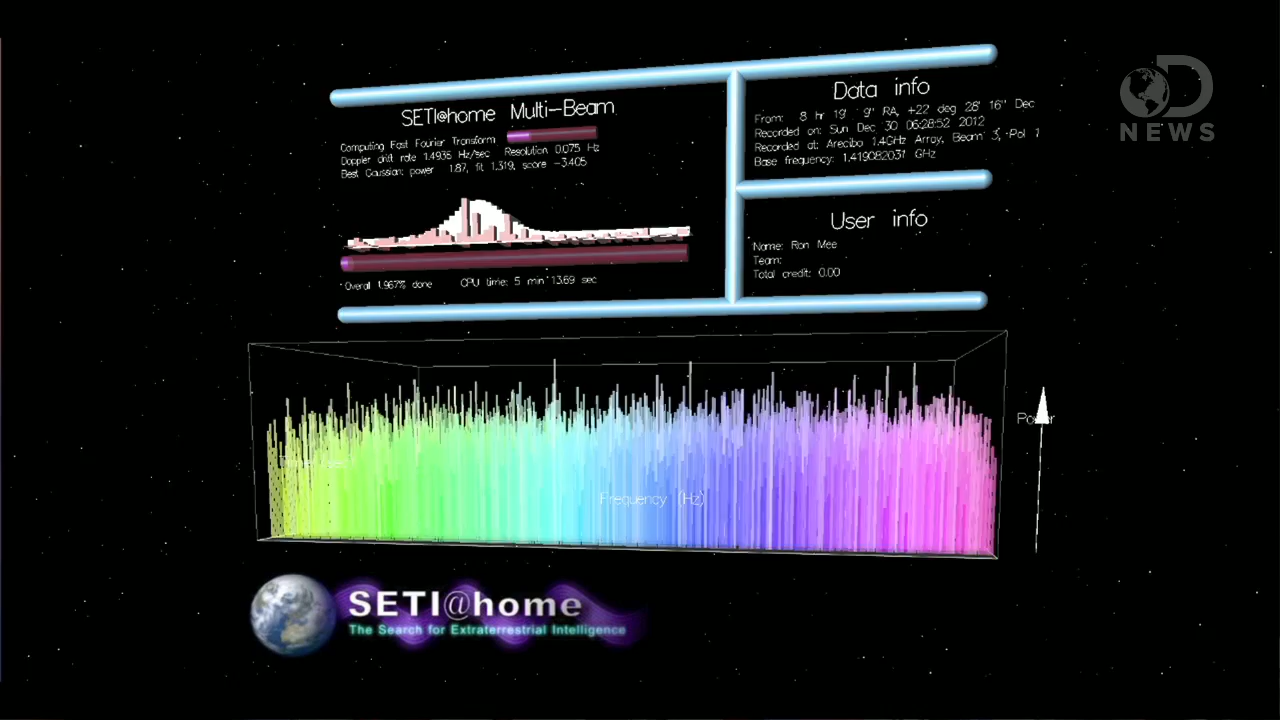 SETI@home Multi-Beam
Computing Fast Fourier Transform
Doppler drift rate 1.4936 Hz/sec Resolution 0.075 Hz
Best Gaussian: power 1.87, fit 1.319, score -3.405
Overall 1.967% done CPU time: 5 min 13.69 sec
Data info
From: 8 hr 19' 9" RA, +22 deg 28' 16" Dec
Recorded on: Sun Dec 30 06:28:52 2012
Recorded at: Arecibo 1.4GHz Array, Beam 3, Pol 1
Base frequency: 1.419082031 GHz
User info
Name: Ron Mee
Team:
Total credit: 0.00
D
NEWS
Power
Frequency (Hz)
SETI@home
The Search for Extraterrestrial Intelligence